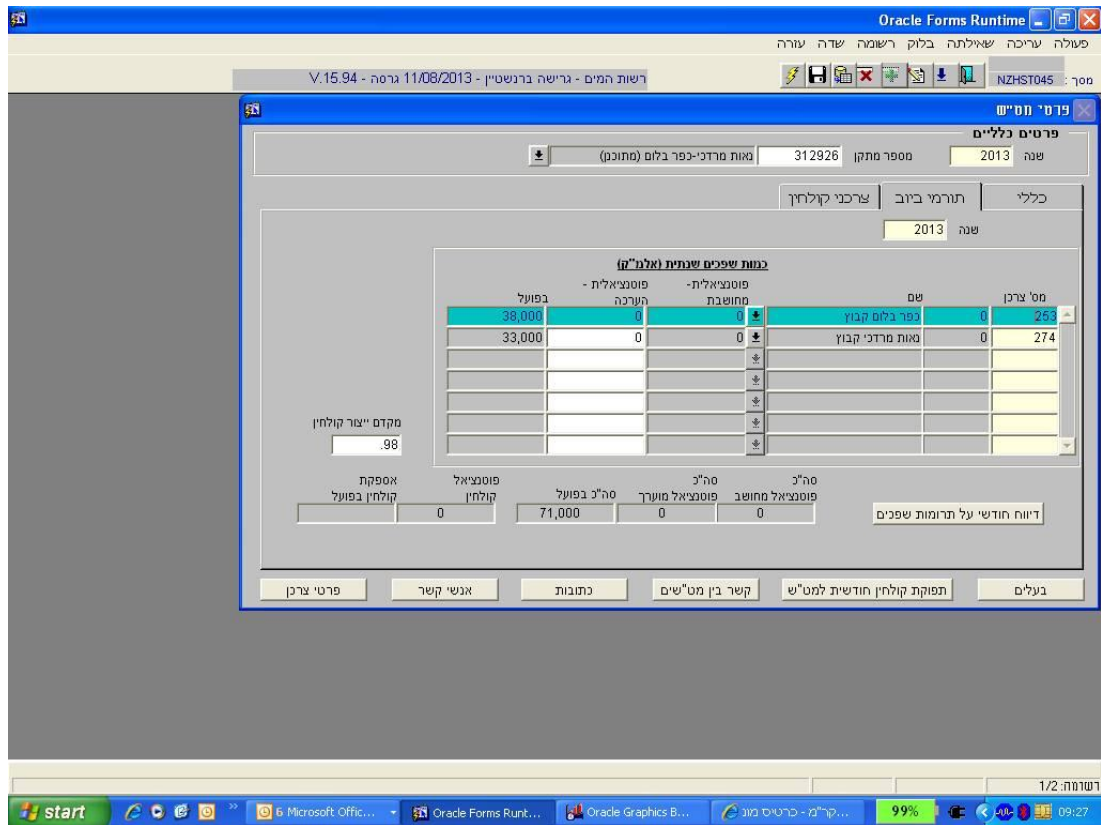 Oracle Forms Runtime
פעולה עריכה שאילתה בלוק רשומה שדה עזרה
מסך : NZHST045
רשות המים - גרישה ברנשטיין - 11/08/2013 גרסה - V.15.94
פרטי מט"ש
פרטים כלליים
שנה 2013 מספר מתקן 312926 נאות מרדכי-כפר בלום (מתוכנן)
כללי תורמי ביוב צרכני קולחין
שנה 2013
כמות שפכים שנתית (אלמ"ק)
פוטנציאלית- פוטנציאלית -
מס' צרכן שם מחושבת הערכה בפועל
253 0 כפר בלום קבוץ 0 0 38,000
274 0 נאות מרדכי קבוץ 0 0 33,000
מקדם ייצור קולחין
.98
סה"כ סה"כ פוטנציאל אספקת
פוטנציאל מחושב פוטנציאל מוערך סה"כ בפועל קולחין קולחין בפועל
דיווח חודשי על תרומות שפכים 0 0 71,000 0
בעלים תפוקת קולחין חודשית למט"ש קשר בין מט"שים כתובות אנשי קשר פרטי צרכן
רשומה: 1/2
start 6 Microsoft Offic... Oracle Forms Runt... Oracle Graphics B... קר"מ - כרטיס מונ... 99% 09:27